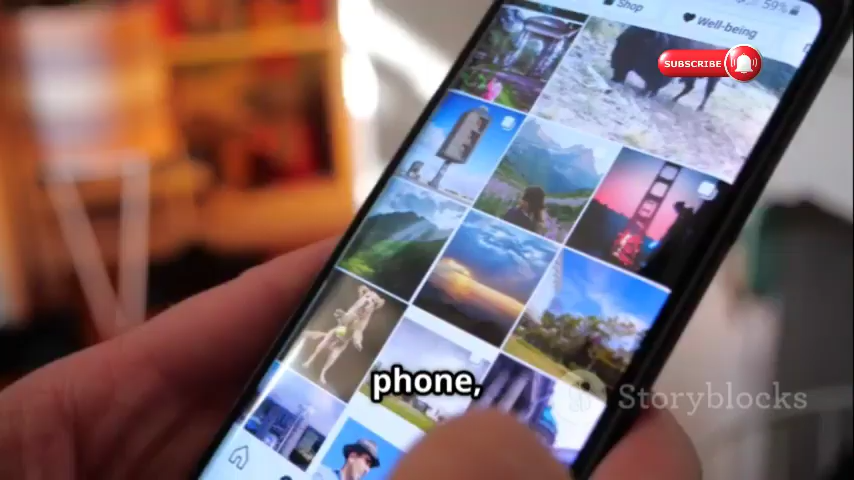 59%
Shop
Well-being
SUBSCRIBE
phone,
Storyblocks